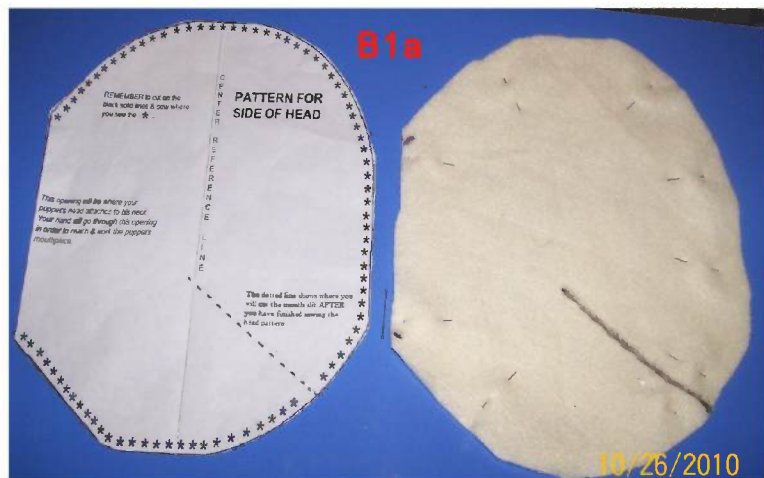 B1a
REMEMBER to cut on the
black solid lines & sew where
you see the * .
CENTER REFERENCE LINE
PATTERN FOR
SIDE OF HEAD
This opening will be where your
puppet's head attaches to his neck.
Your hand will go through this opening
in order to reach & work the puppet's
mouthpiece.
The dotted line shows where you
will cut the mouth slit AFTER
you have finished sewing the
head pattern
10/26/2010